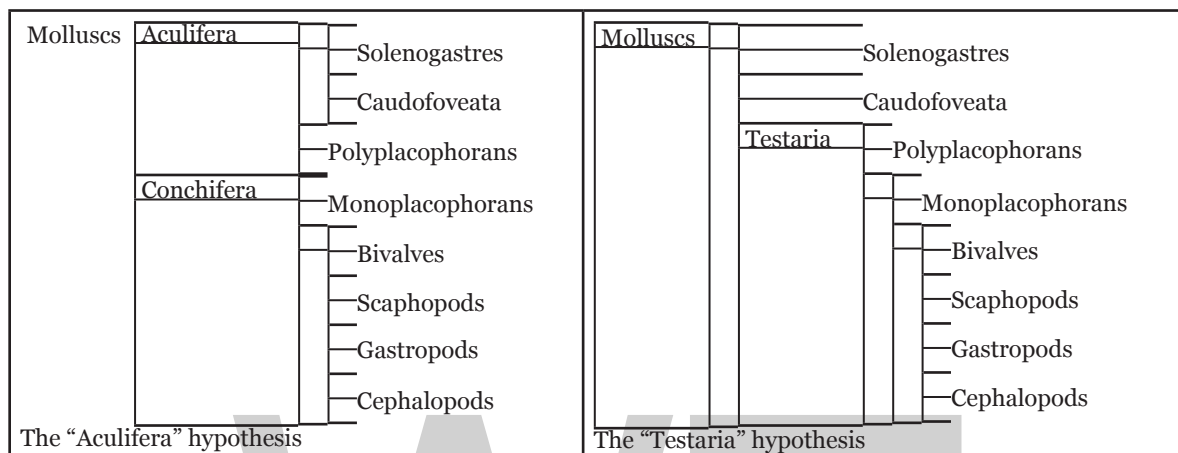 Molluscs
Aculifera
Solenogastres
Caudofoveata
Polyplacophorans
Conchifera
Monoplacophorans
Bivalves
Scaphopods
Gastropods
Cephalopods
The “Aculifera” hypothesis
Molluscs
Solenogastres
Caudofoveata
Testaria
Polyplacophorans
Monoplacophorans
Bivalves
Scaphopods
Gastropods
Cephalopods
The “Testaria” hypothesis